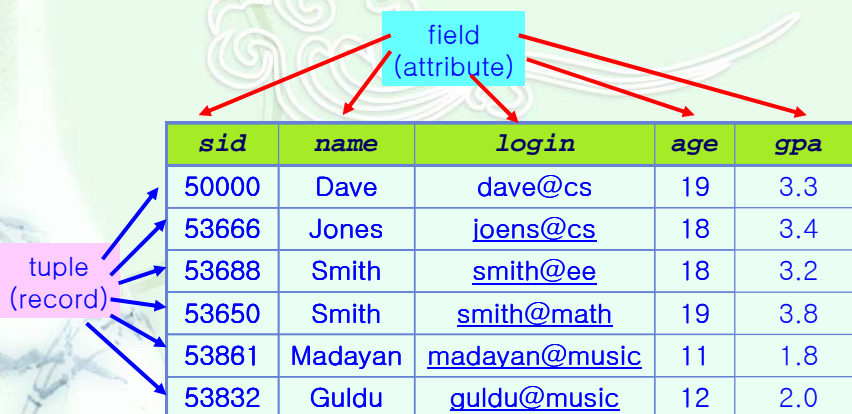 field
(attribute)
sid name login age gpa
50000 Dave dave@cs 19 3.3
53666 Jones joens@cs 18 3.4
53688 Smith smith@ee 18 3.2
tuple
(record)
53650 Smith smith@math 19 3.8
53861 Madayan madayan@music 11 1.8
53832 Guldu guldu@music 12 2.0